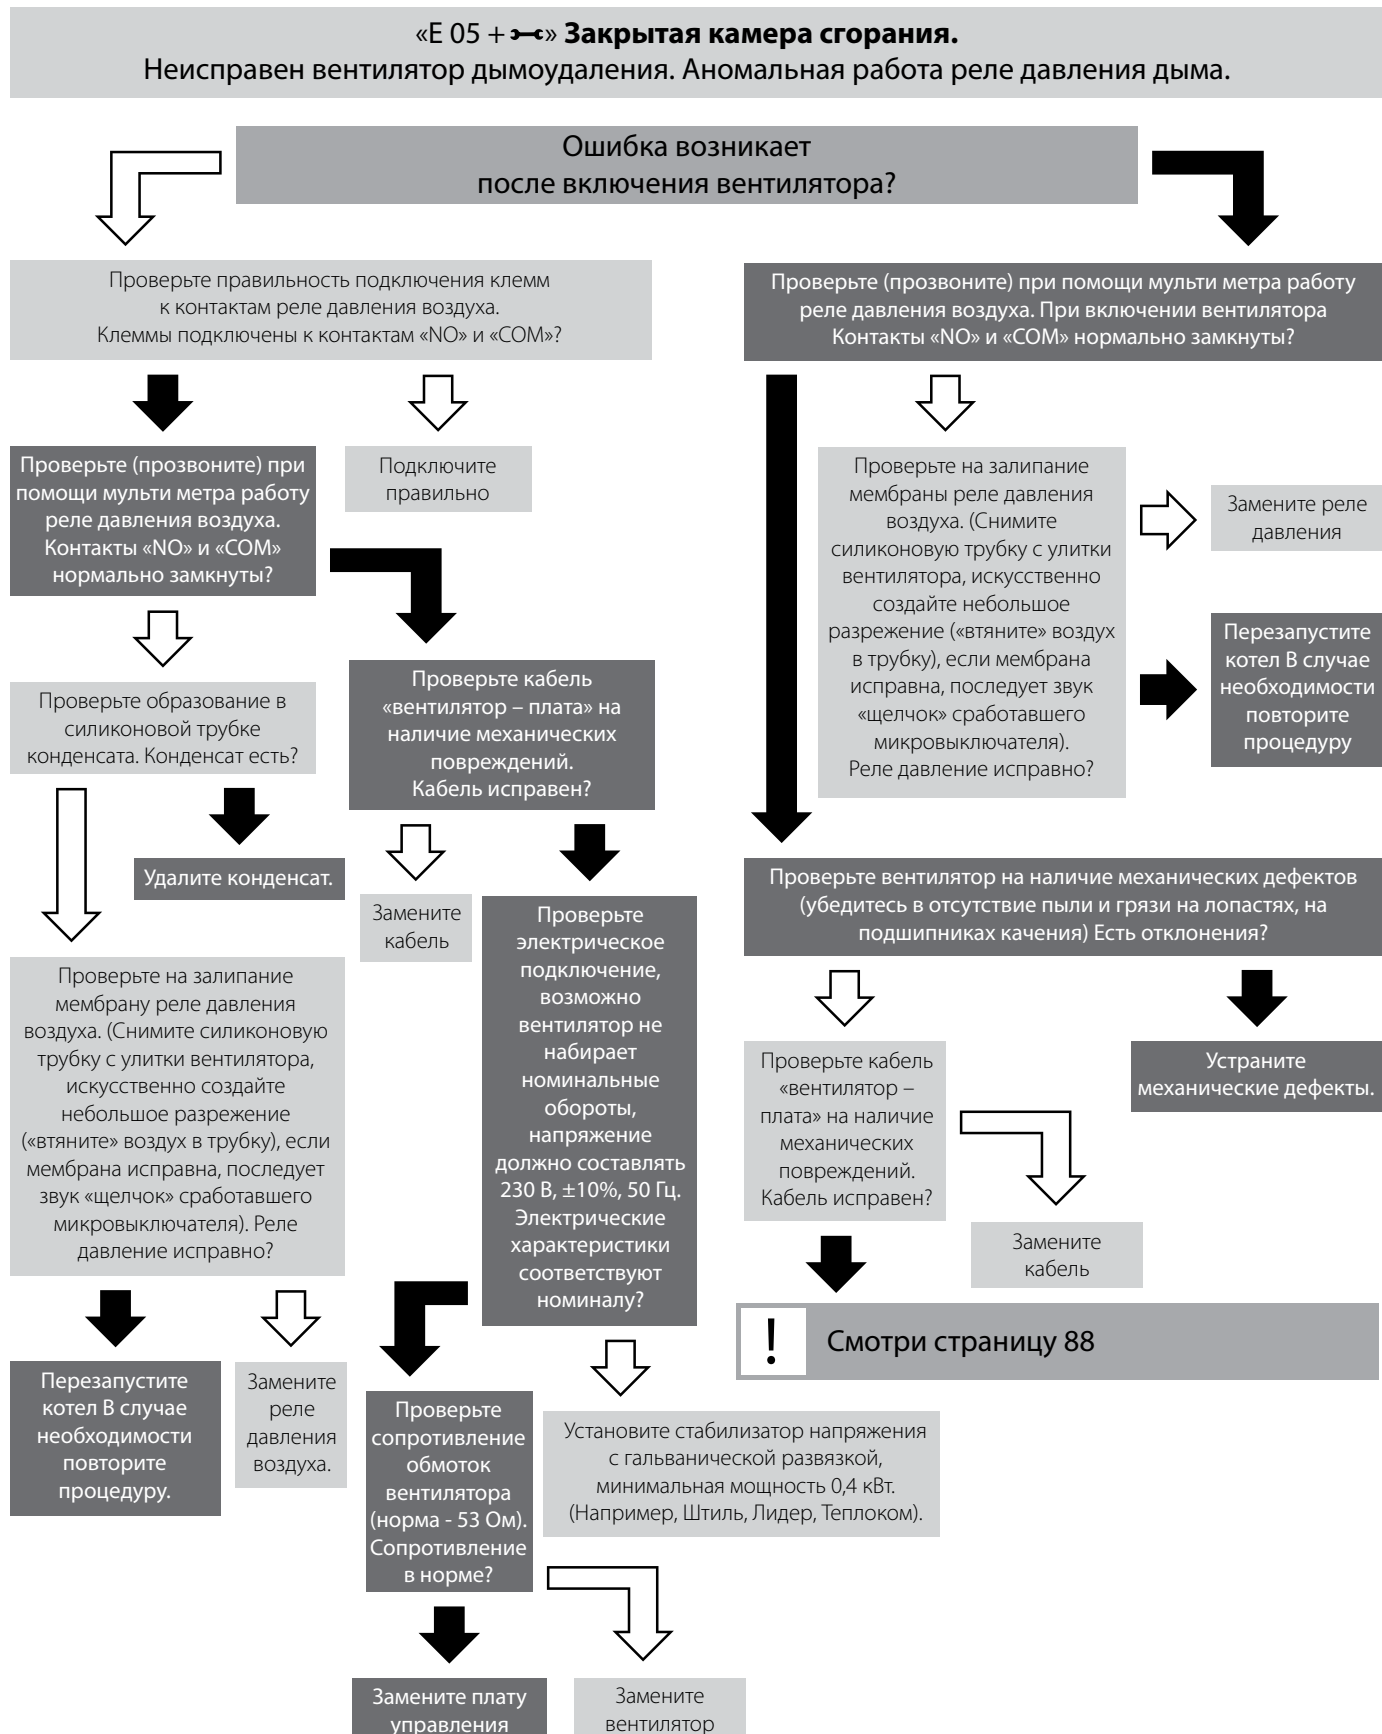 «Е 05 + » Закрытая камера сгорания.
Неисправен вентилятор дымоудаления. Аномальная работа реле давления дыма.
Ошибка возникает
после включения вентилятора?
Проверьте правильность подключения клемм
к контактам реле давления воздуха.
Клеммы подключены к контактам «NO» и «COM»?
Проверьте (прозвоните) при
помощи мульти метра работу
реле давления воздуха.
Контакты «NO» и «COM»
нормально замкнуты?
Подключите
правильно
Проверьте образование в
силиконовой трубке
конденсата. Конденсат есть?
Удалите конденсат.
Проверьте кабель
«вентилятор – плата» на
наличие механических
повреждений.
Кабель исправен?
Замените
кабель
Проверьте на залипание
мембрану реле давления
воздуха. (Снимите силиконовую
трубку с улитки вентилятора,
искусственно создайте
небольшое разрежение
(«втяните» воздух в трубку), если
мембрана исправна, последует
звук «щелчок» сработавшего
микровыключателя). Реле
давление исправно?
Перезапустите
котел В случае
необходимости
повторите
процедуру.
Замените
реле
давления
воздуха.
Проверьте
электрическое
подключение,
возможно
вентилятор не
набирает
номинальные
обороты,
напряжение
должно составлять
230 В, ±10%, 50 Гц.
Электрические
характеристики
соответствуют
номиналу?
Проверьте
сопротивление
обмоток
вентилятора
(норма - 53 Ом).
Сопротивление
в норме?
Установите стабилизатор напряжения
с гальванической развязкой,
минимальная мощность 0,4 кВт.
(Например, Штиль, Лидер, Теплоком).
Замените плату
управления
Замените
вентилятор
Проверьте (прозвоните) при помощи мульти метра работу
реле давления воздуха. При включении вентилятора
Контакты «NO» и «COM» нормально замкнуты?
Проверьте на залипание
мембраны реле давления
воздуха. (Снимите
силиконовую трубку с улитки
вентилятора, искусственно
создайте небольшое
разрежение («втяните» воздух
в трубку), если мембрана
исправна, последует звук
«щелчок» сработавшего
микровыключателя).
Реле давление исправно?
Замените реле
давления
Перезапустите
котел В случае
необходимости
повторите
процедуру
Проверьте вентилятор на наличие механических дефектов
(убедитесь в отсутствие пыли и грязи на лопастях, на
подшипниках качения) Есть отклонения?
Проверьте кабель
«вентилятор –
плата» на наличие
механических
повреждений.
Кабель исправен?
Устраните
механические дефекты.
Замените
кабель
! Смотри страницу 88